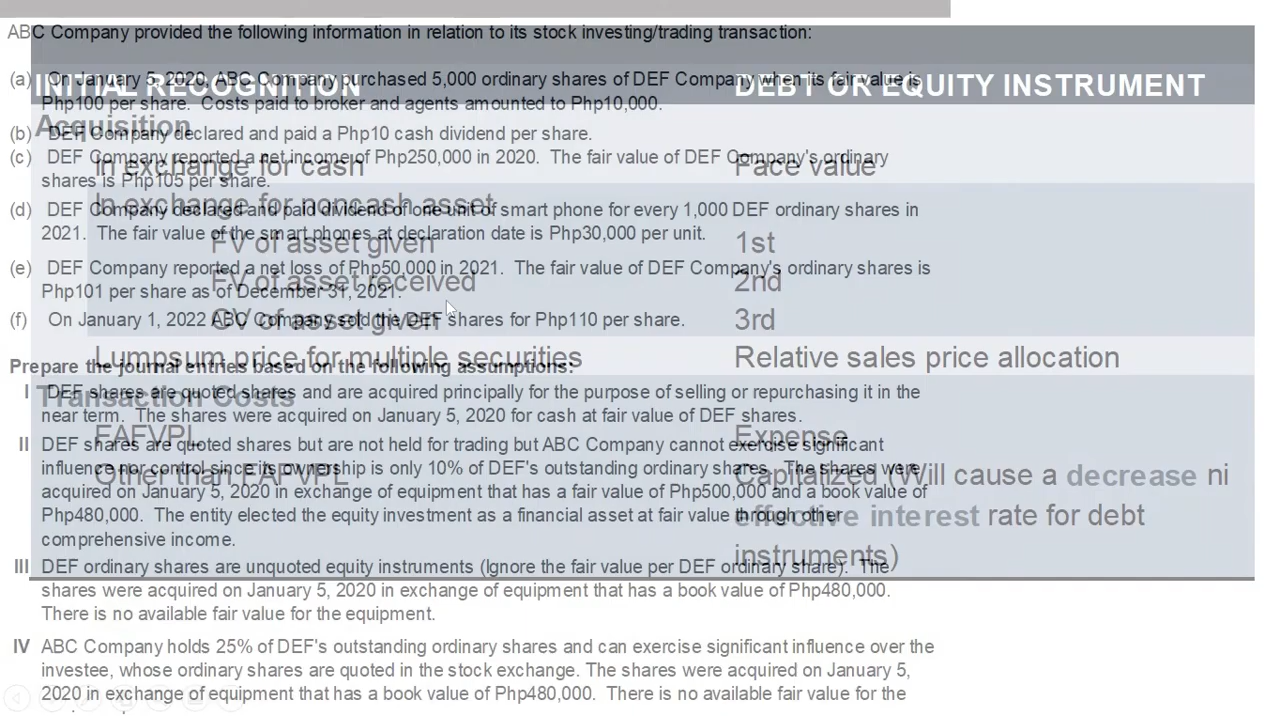 ABC Company provided the following information in relation to its stock investing/trading transaction:
(a) On January 5, 2020, ABC Company purchased 5,000 ordinary shares of DEF Company when its fair value is
Php100 per share. Costs paid to broker and agents amounted to Php10,000.
(b) DEF Company declared and paid a Php10 cash dividend per share.
(c) DEF Company reported a net income of Php250,000 in 2020. The fair value of DEF Company's ordinary
shares is Php105 per share.
(d) DEF Company declared and paid dividend of one unit of smart phone for every 1,000 DEF ordinary shares in
2021. The fair value of the smart phones at declaration date is Php30,000 per unit.
(e) DEF Company reported a net loss of Php50,000 in 2021. The fair value of DEF Company's ordinary shares is
Php101 per share as of December 31, 2021.
(f) On January 1, 2022 ABC Company sold the DEF shares for Php110 per share.
Prepare the journal entries based on the following assumptions:
I DEF shares are quoted shares and are acquired principally for the purpose of selling or repurchasing it in the
near term. The shares were acquired on January 5, 2020 for cash at fair value of DEF shares.
II DEF shares are quoted shares but are not held for trading but ABC Company cannot exercise significant
influence nor control since its ownership is only 10% of DEF's outstanding ordinary shares. The shares were
acquired on January 5, 2020 in exchange of equipment that has a fair value of Php500,000 and a book value of
Php480,000. The entity elected the equity investment as a financial asset at fair value through other
comprehensive income.
III DEF ordinary shares are unquoted equity instruments (Ignore the fair value per DEF ordinary share). The
shares were acquired on January 5, 2020 in exchange of equipment that has a book value of Php480,000.
There is no available fair value for the equipment.
IV ABC Company holds 25% of DEF's outstanding ordinary shares and can exercise significant influence over the
investee, whose ordinary shares are quoted in the stock exchange. The shares were acquired on January 5,
2020 in exchange of equipment that has a book value of Php480,000. There is no available fair value for the
INITIAL RECOGNITION DEBT OR EQUITY INSTRUMENT
Acquisition
In exchange for cash Face value
In exchange for noncash asset
FV of asset given 1st
FV of asset received 2nd
CV of asset given 3rd
Lumpsum price for multiple securities Relative sales price allocation
Transaction Costs
FAFVPL Expense
Other than FAFVPL Capitalized (Will cause a decrease ni
effective interest rate for debt
instruments)